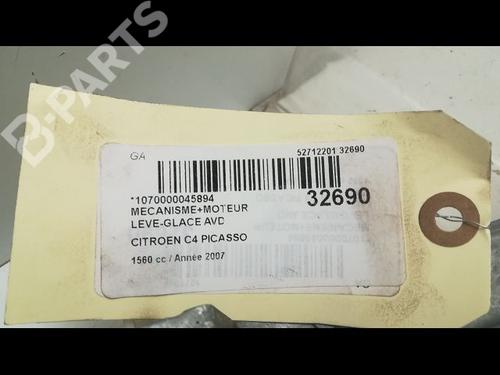 B-PARTS
GA
52712201 32690
*1070000045894
32690
MECANISME+MOTEUR
LEVE-GLACE AVD
CITROEN C4 PICASSO
1560 cc / Année 2007